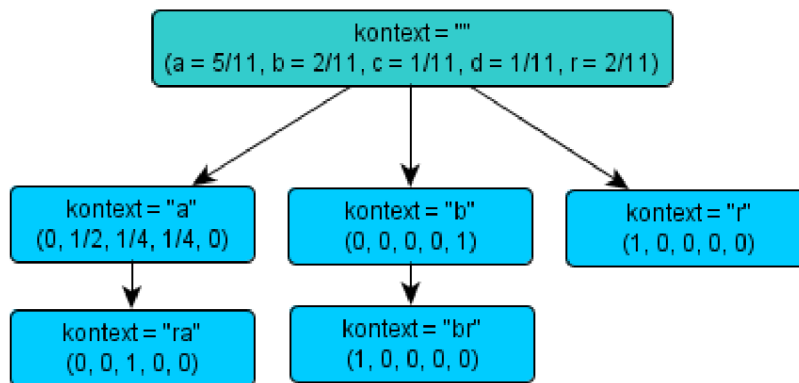 kontext = ""
(a = 5/11, b = 2/11, c = 1/11, d = 1/11, r = 2/11)
kontext = "a"
(0, 1/2, 1/4, 1/4, 0)
kontext = "b"
(0, 0, 0, 0, 1)
kontext = "r"
(1, 0, 0, 0, 0)
kontext = "ra"
(0, 0, 1, 0, 0)
kontext = "br"
(1, 0, 0, 0, 0)